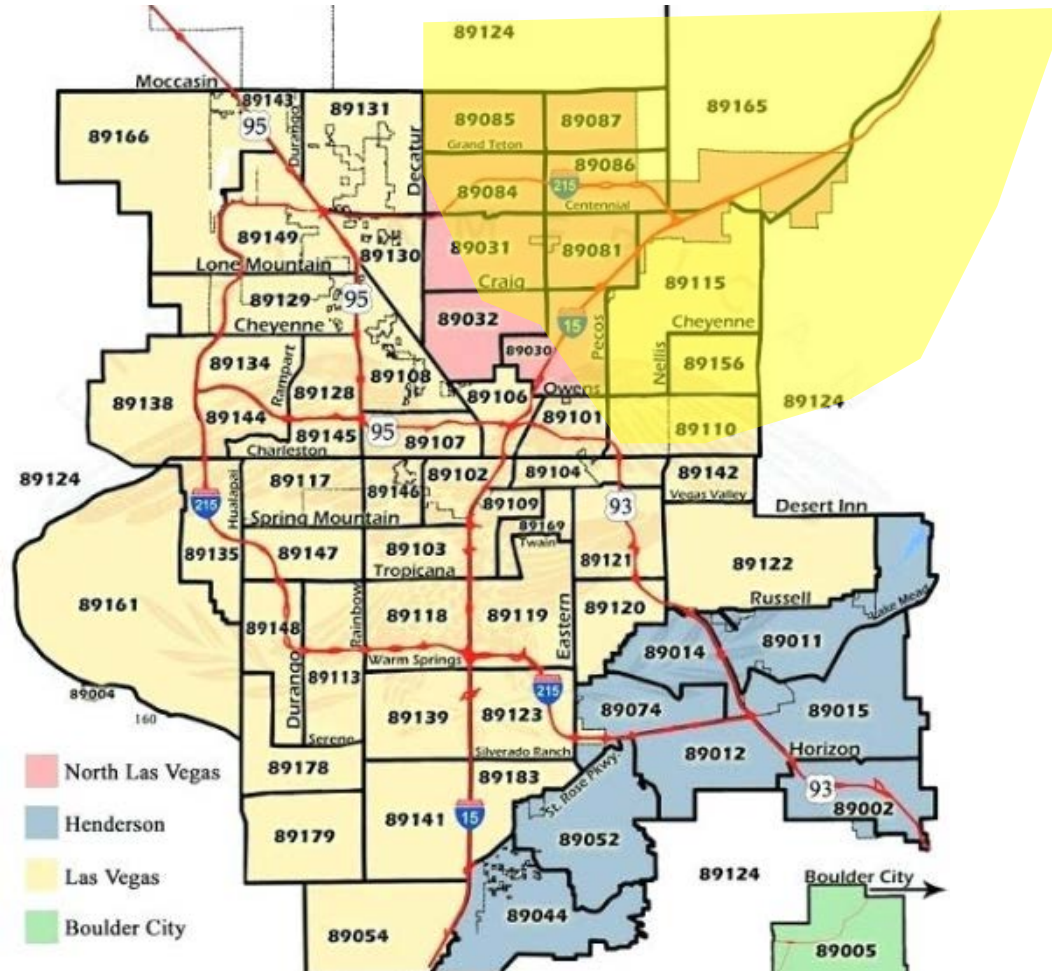 89124
Moccasin
89143
89131
89085
89087
89165
89166
95
Durango
Decatur
Grand Teton
89086
89084
215
Centennial
89149
89130
89031
89081
Lone Mountain
Craig
89115
89129
95
89032
15
Pecos
Cheyenne
Cheyenne
89134
Rampart
89030
Nellis
89156
89108
89128
89106
Owens
89138
89144
89101
89124
89145
95
89107
89110
Charleston
89124
89117
89146
89102
89104
89142
Vegas Valley
215
Hualapai
Spring Mountain
89109
93
Desert Inn
89169
Twain
89135
89147
89103
89121
89122
Tropicana
89161
Rainbow
89118
89119
89120
Russell
Lake Mead
89148
Eastern
89011
89014
Warm Springs
89004
Durango
89113
215
160
89139
89123
89074
89015
Sereno
Silverado Ranch
89012
Horizon
North Las Vegas
89178
89183
St. Rose Pkwy.
93
89002
Henderson
89179
89141
15
89052
Las Vegas
89124
Boulder City
Boulder City
89054
89044
89005